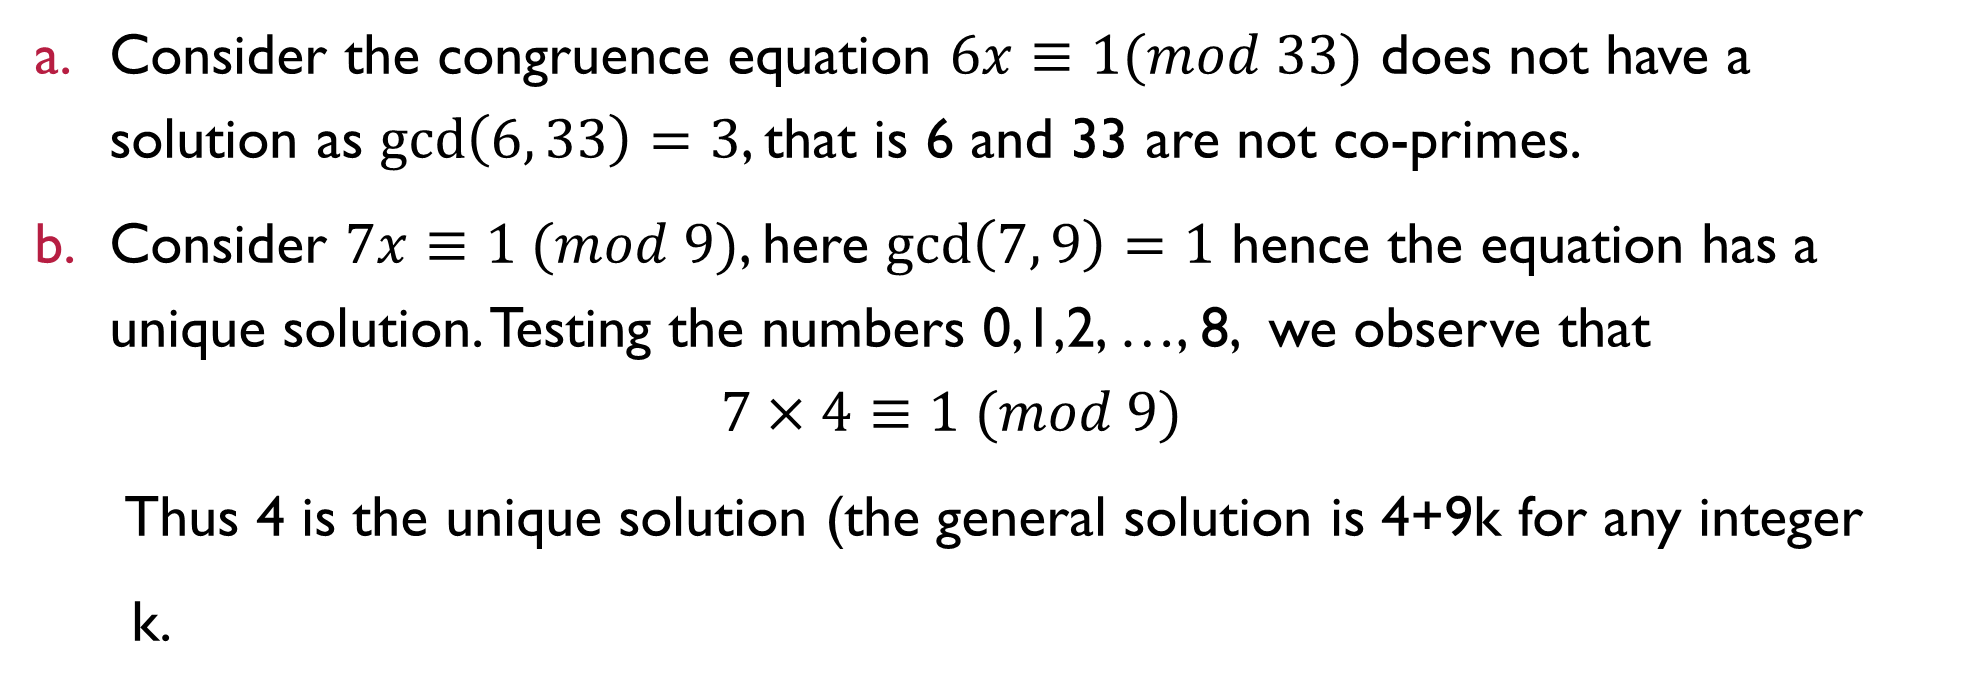 a. Consider the congruence equation 6x ≡ 1(mod 33) does not have a
solution as gcd(6, 33) = 3, that is 6 and 33 are not co-primes.
b. Consider 7x ≡ 1 (mod 9), here gcd(7, 9) = 1 hence the equation has a
unique solution. Testing the numbers 0,1,2, …, 8, we observe that
7 × 4 ≡ 1 (mod 9)
Thus 4 is the unique solution (the general solution is 4+9k for any integer
k.